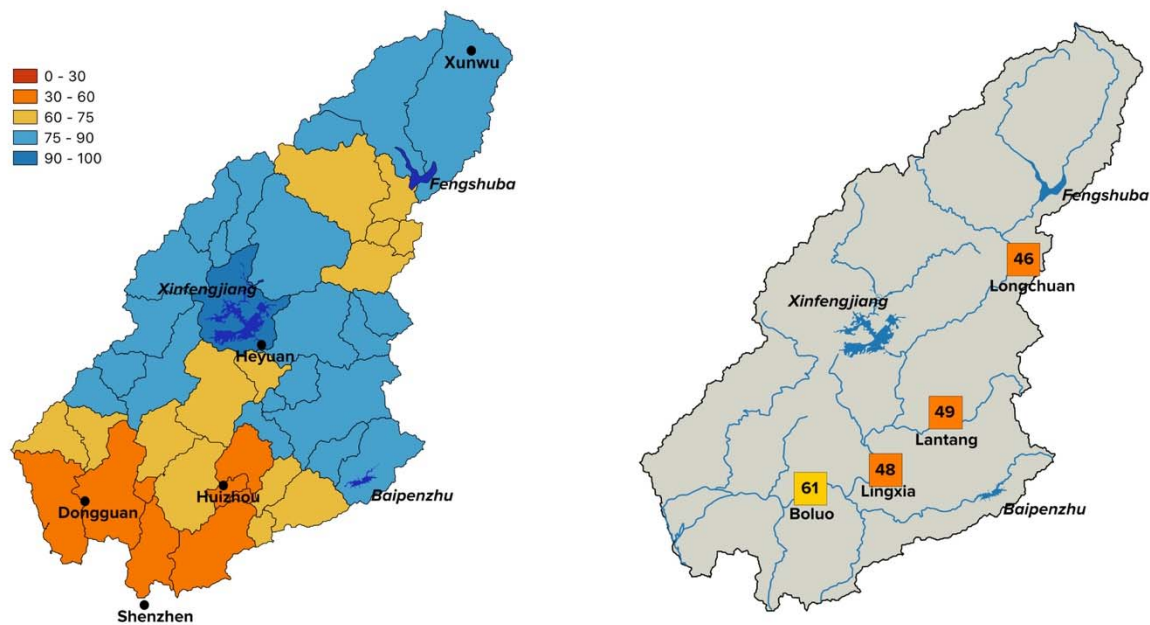 Xunwu
0 - 30
30 - 60
60 - 75
75 - 90
90 - 100
Fengshuba
Xinfengjiang
Heyuan
Huizhou
Dongguan
Baipenzhu
Shenzhen
Fengshuba
46
Longchuan
Xinfengjiang
49
Lantang
48
Lingxia
61
Boluo
Baipenzhu